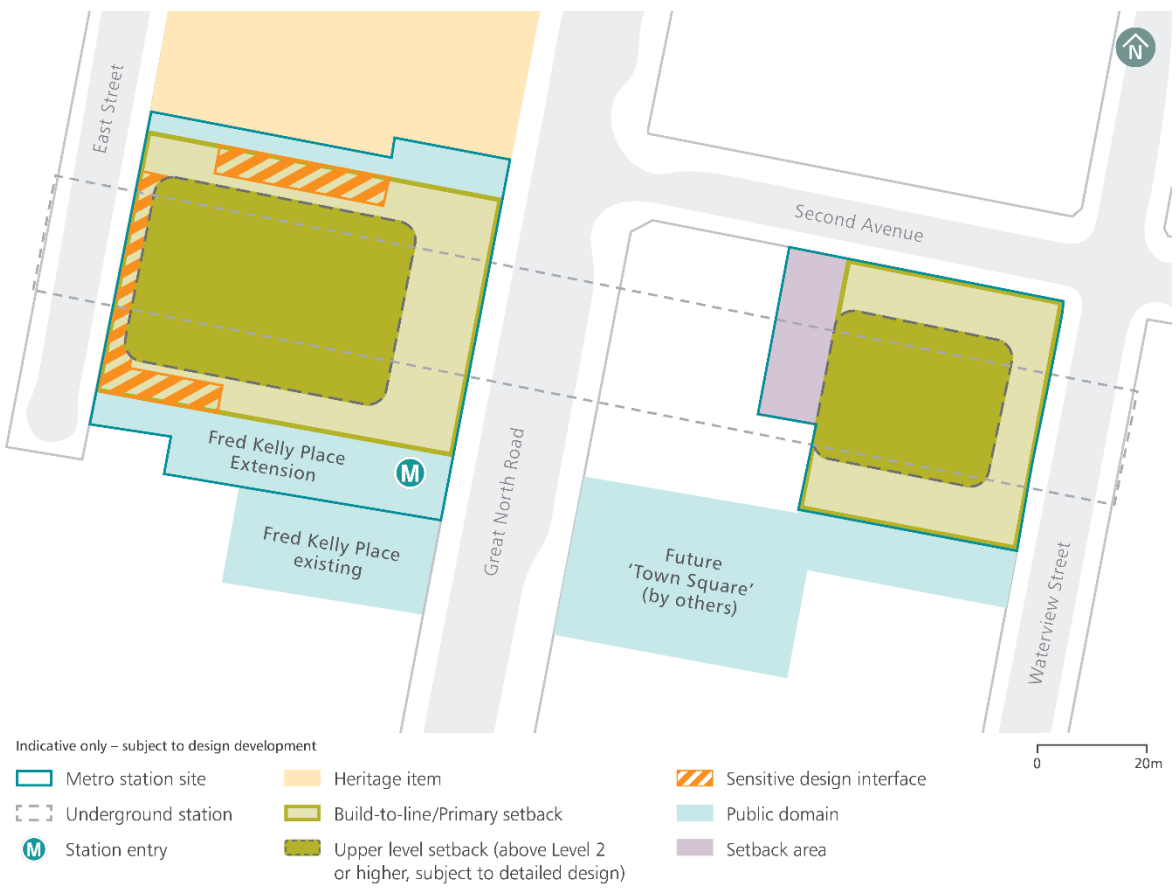 N
East Street
Second Avenue
Fred Kelly Place
Extension
M
Great North Road
Fred Kelly Place
existing
Future
‘Town Square’
(by others)
Waterview Street
Indicative only – subject to design development
0 20m
Metro station site
Underground station
M Station entry
Heritage item
Build-to-line/Primary setback
Upper level setback (above Level 2
or higher, subject to detailed design)
Sensitive design interface
Public domain
Setback area